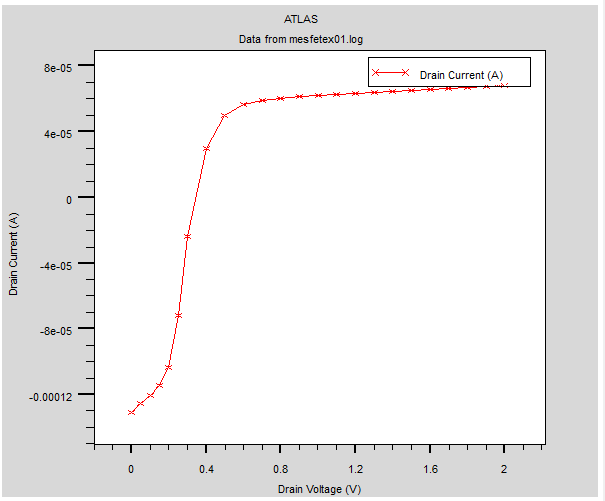 ATLAS
Data from mesfetex01.log
Drain Current (A)
8e-05
4e-05
0
-4e-05
-8e-05
-0.00012
Drain Current (A)
0 0.4 0.8 1.2 1.6 2
Drain Voltage (V)